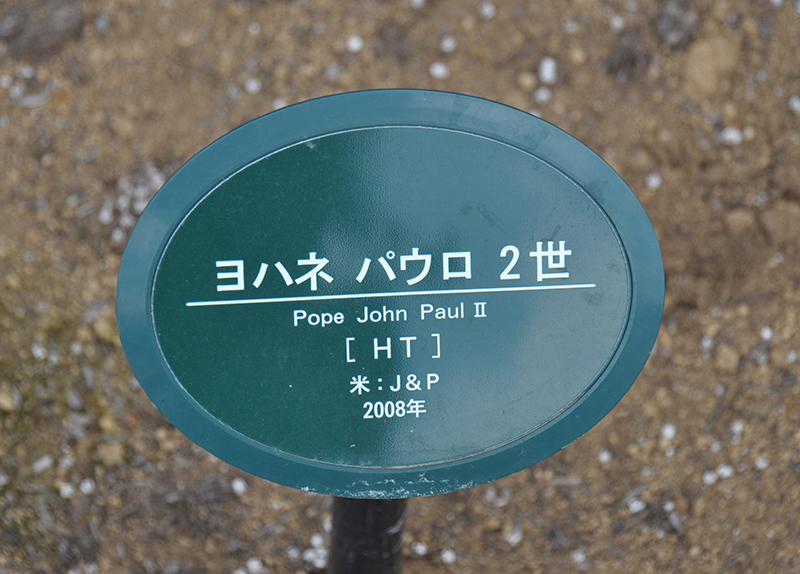 ヨハネ パウロ 2世
Pope John Paul Ⅱ
[ HT ]
米：J&P
2008年